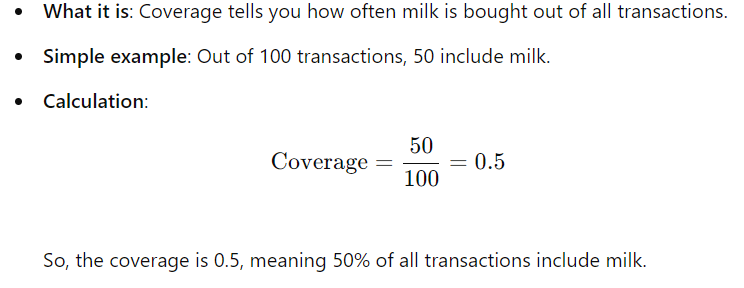 • What it is: Coverage tells you how often milk is bought out of all transactions.
• Simple example: Out of 100 transactions, 50 include milk.
• Calculation:
Coverage = 50/100 = 0.5
So, the coverage is 0.5, meaning 50% of all transactions include milk.